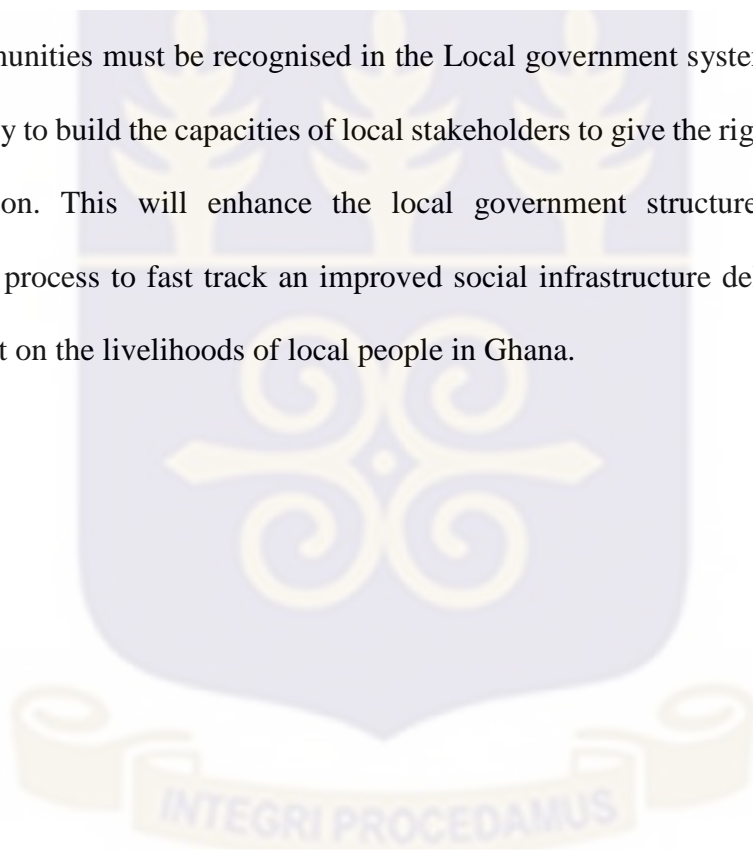 munities must be recognised in the Local government system
y to build the capacities of local stakeholders to give the rig
on. This will enhance the local government structure
process to fast track an improved social infrastructure de
t on the livelihoods of local people in Ghana.
INTEGRI PROCEDAMUS